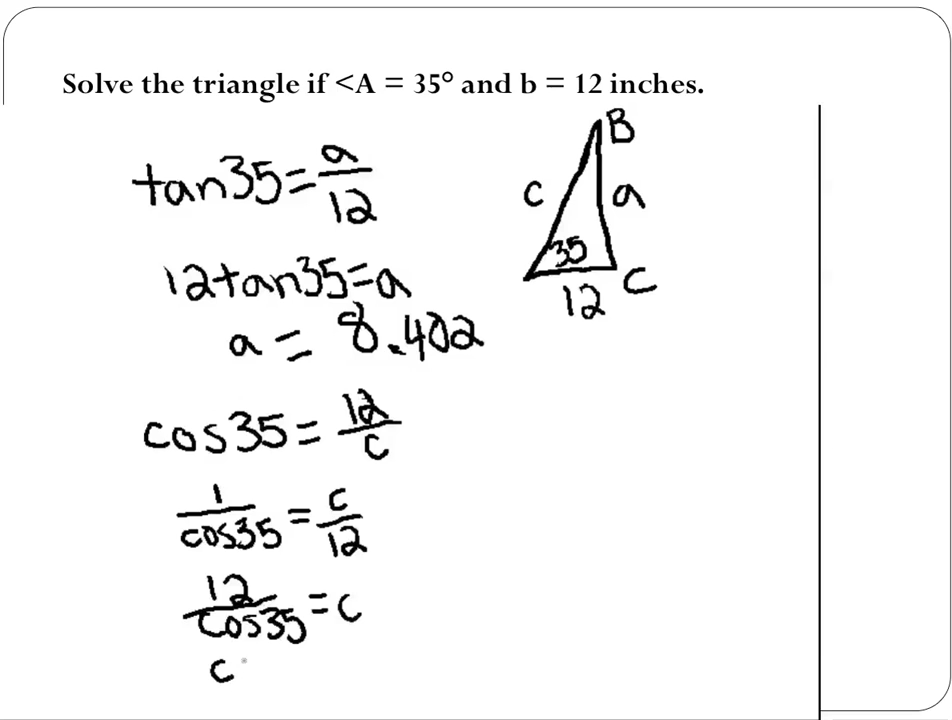 Solve the triangle if <A = 35° and b = 12 inches.
tan35=a/12
12tan35=a
a = 8.402
cos35=12/c
1/cos35=c/12
12/cos35=c
c
B
c
a
35
12
C